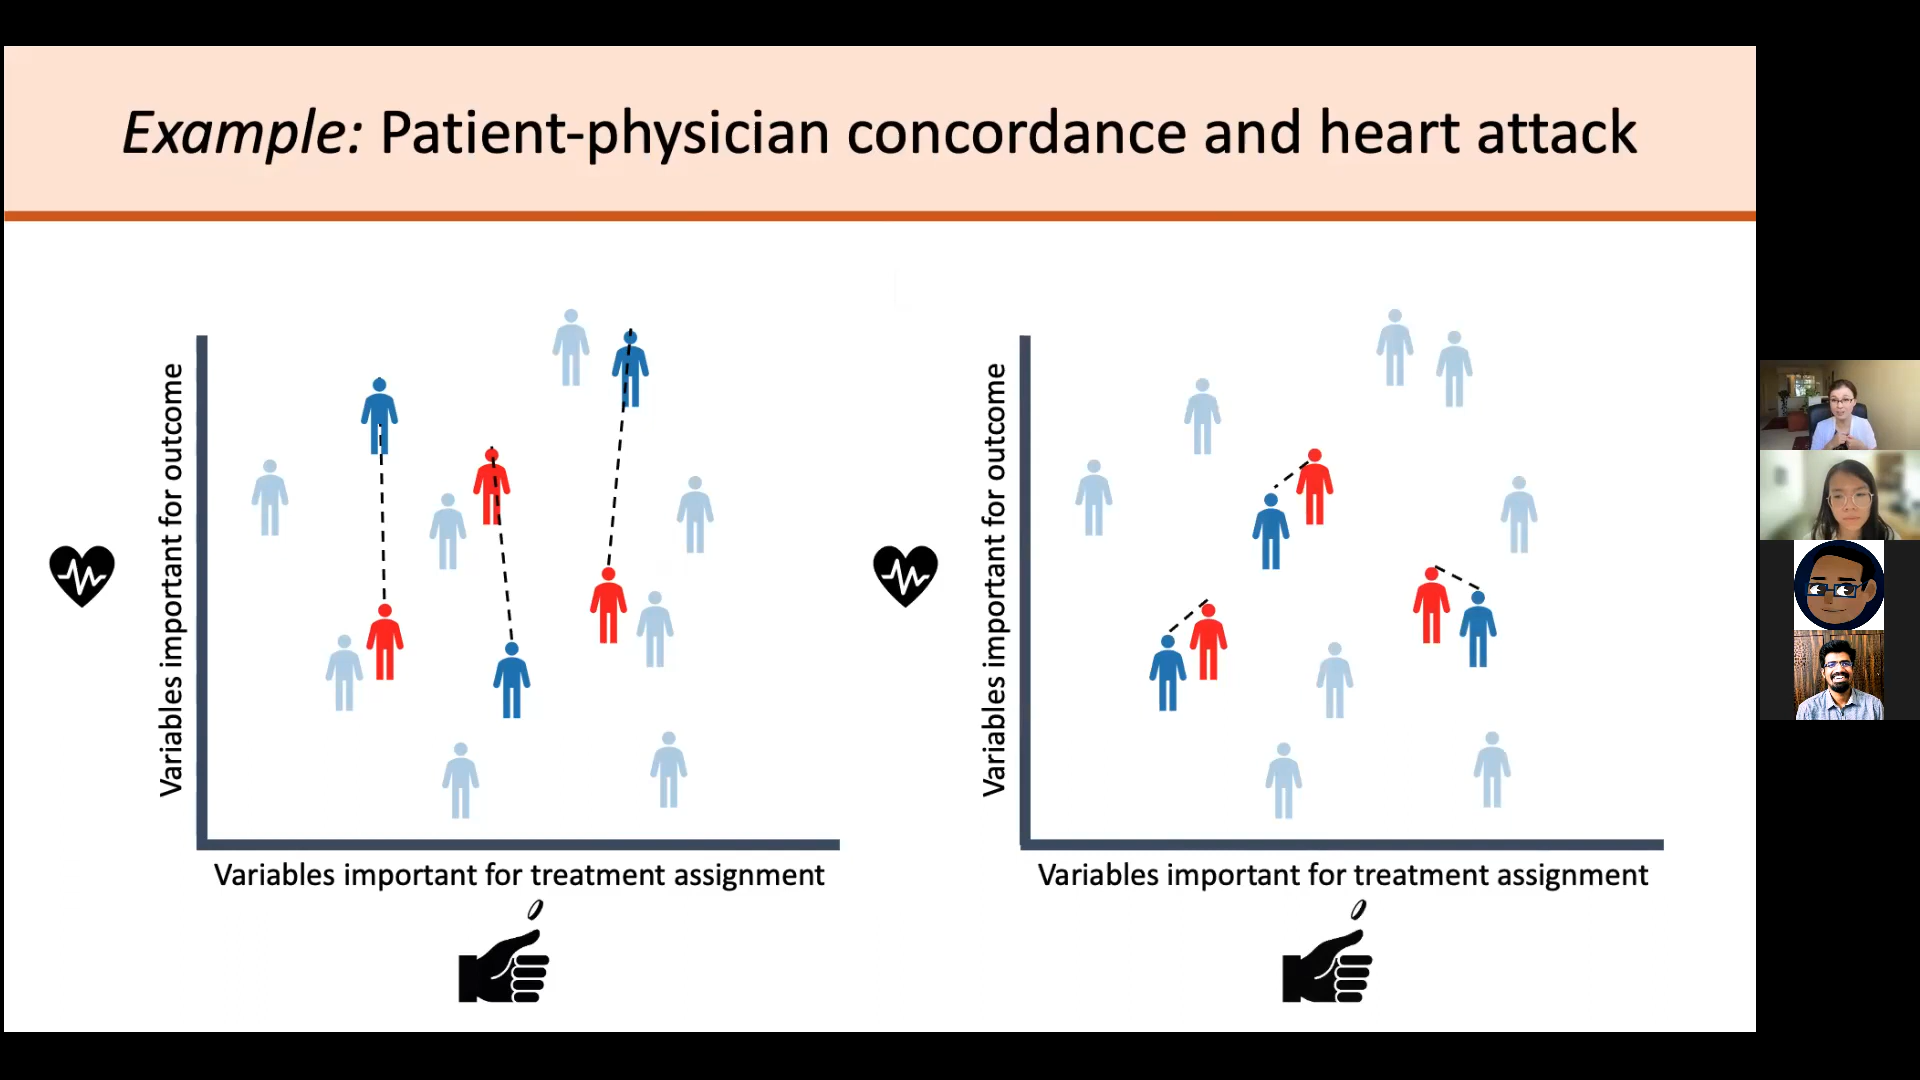 Example: Patient-physician concordance and heart attack
Variables important for outcome
Variables important for treatment assignment
Variables important for outcome
Variables important for treatment assignment